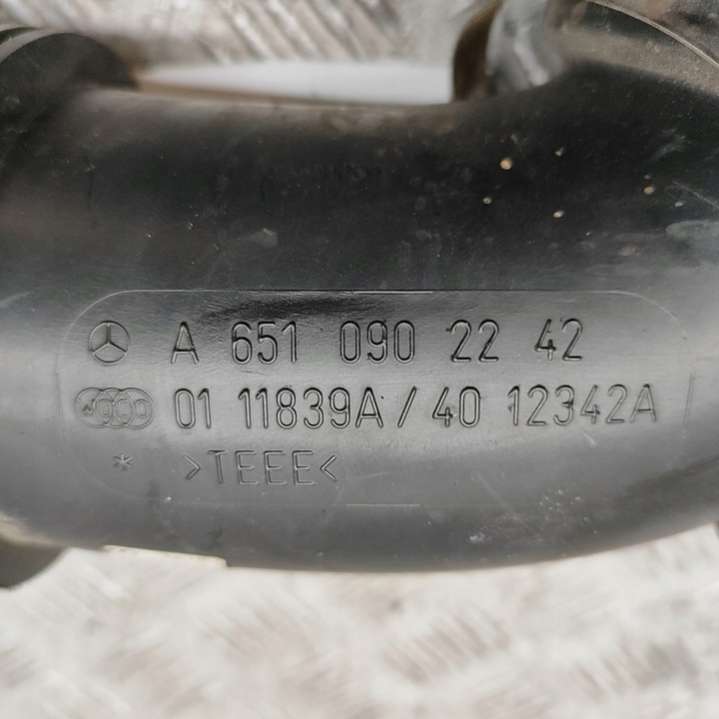 A 651 090 22 42
01 11839A / 40 12342A
* >TEEE<